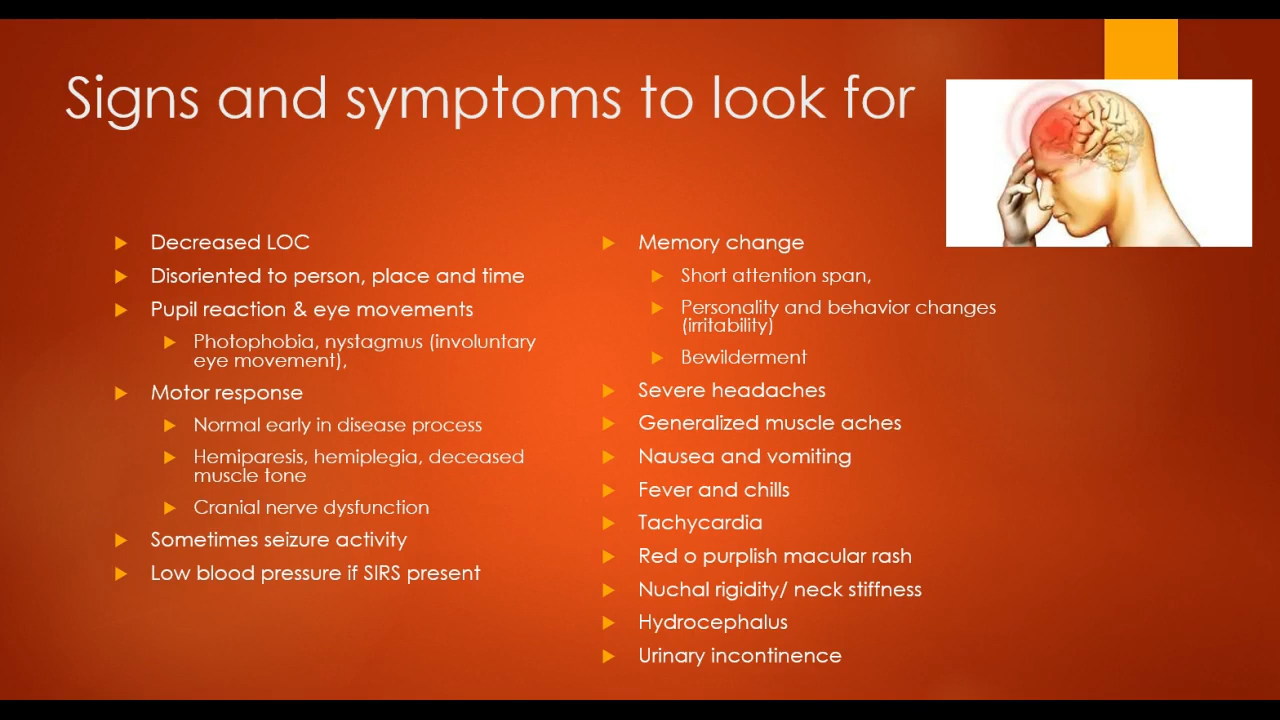 Signs and symptoms to look for
Decreased LOC
Disoriented to person, place and time
Pupil reaction & eye movements
Photophobia, nystagmus (involuntary
eye movement),
Motor response
Normal early in disease process
Hemiparesis, hemiplegia, deceased
muscle tone
Cranial nerve dysfunction
Sometimes seizure activity
Low blood pressure if SIRS present
Memory change
Short attention span,
Personality and behavior changes
(irritability)
Bewilderment
Severe headaches
Generalized muscle aches
Nausea and vomiting
Fever and chills
Tachycardia
Red o purplish macular rash
Nuchal rigidity/ neck stiffness
Hydrocephalus
Urinary incontinence